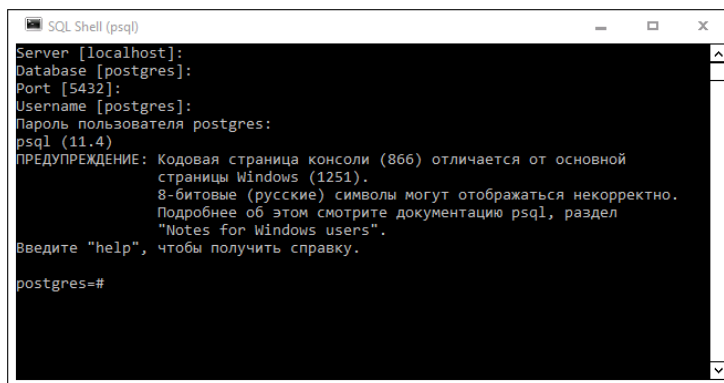 SQL Shell (psql)
Server [localhost]:
Database [postgres]:
Port [5432]:
Username [postgres]:
Пароль пользователя postgres:
psql (11.4)
ПРЕДУПРЕЖДЕНИЕ: Кодовая страница консоли (866) отличается от основной
страницы Windows (1251).
8-битовые (русские) символы могут отображаться некорректно.
Подробнее об этом смотрите документацию psql, раздел
"Notes for Windows users".
Введите "help", чтобы получить справку.
postgres=#